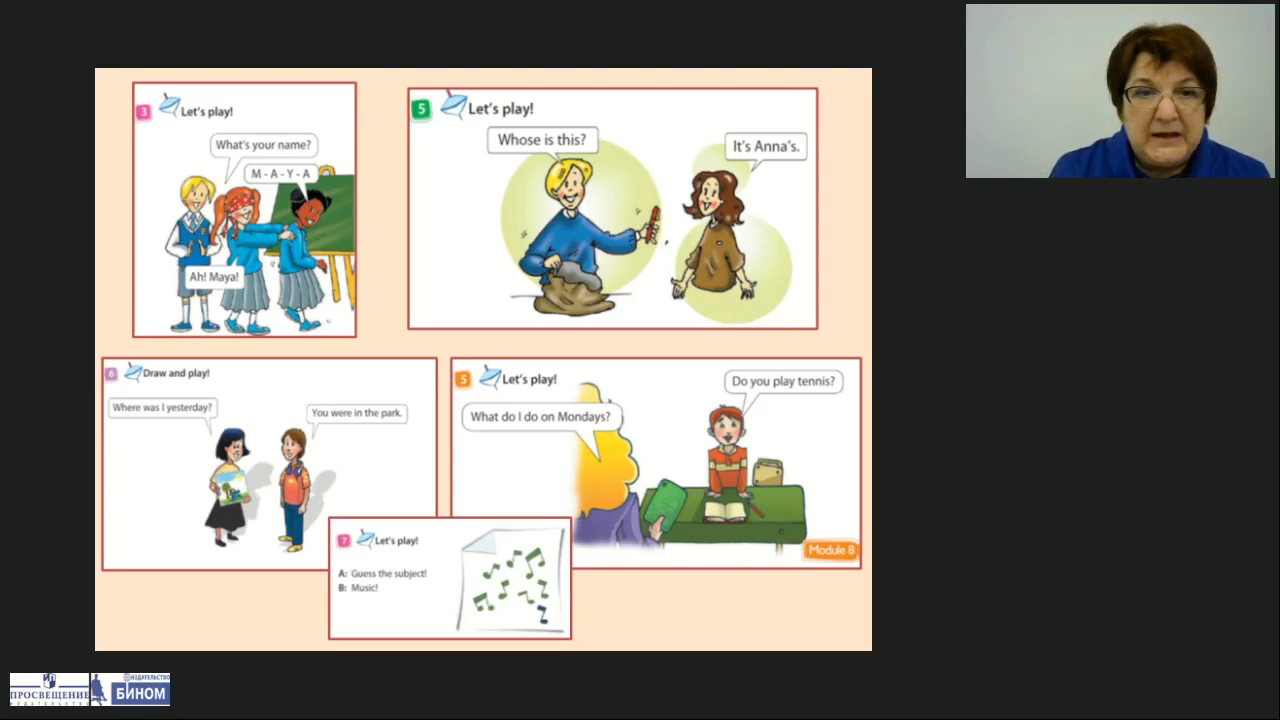 3 Let's play!
What's your name?
M - A - Y - A
Ah! Maya!
5 Let's play!
Whose is this?
It's Anna's.
6 Draw and play!
Where was I yesterday?
You were in the park.
5 Let's play!
What do I do on Mondays?
Do you play tennis?
Module 8
7 Let's play!
A: Guess the subject!
B: Music!
ПРОСВЕЩЕНИЕ
ИЗДАТЕЛЬСТВО
ИЗДАТЕЛЬСТВО
БИНОМ